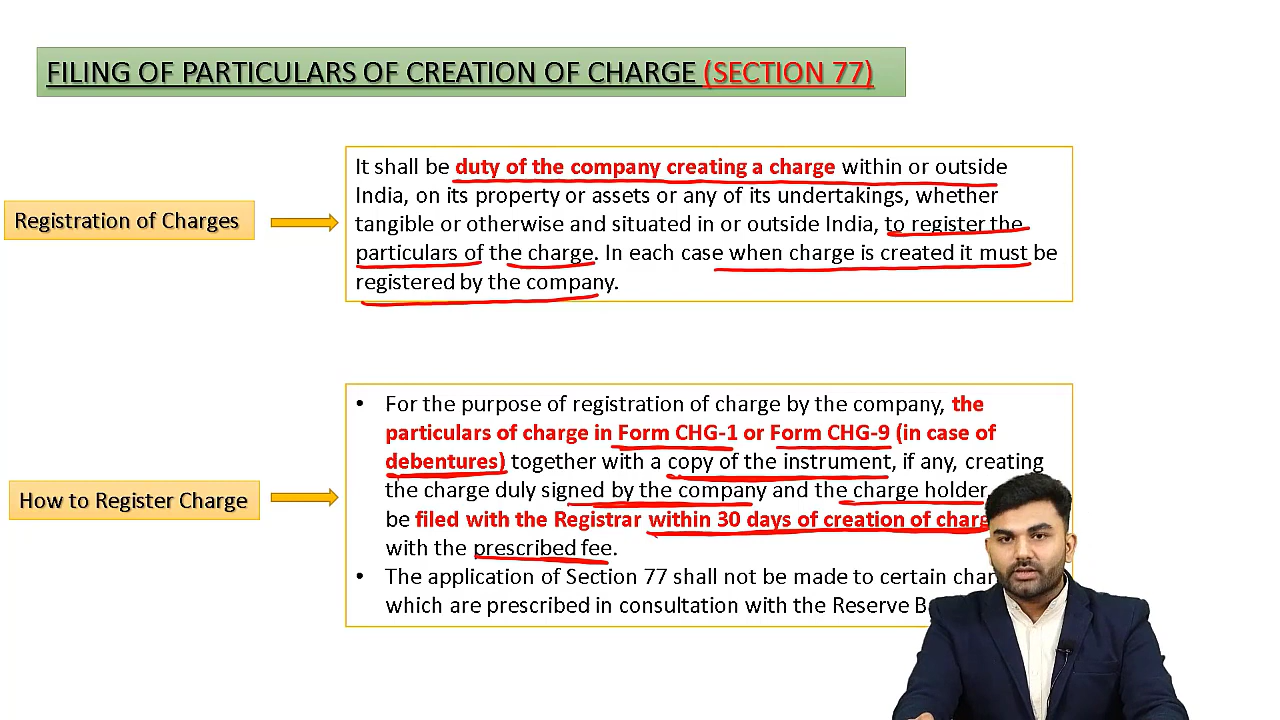 FILING OF PARTICULARS OF CREATION OF CHARGE (SECTION 77)
Registration of Charges
It shall be duty of the company creating a charge within or outside
India, on its property or assets or any of its undertakings, whether
tangible or otherwise and situated in or outside India, to register the
particulars of the charge. In each case when charge is created it must be
registered by the company.
How to Register Charge
• For the purpose of registration of charge by the company, the
particulars of charge in Form CHG-1 or Form CHG-9 (in case of
debentures) together with a copy of the instrument, if any, creating
the charge duly signed by the company and the charge holder
be filed with the Registrar within 30 days of creation of
with the prescribed fee.
• The application of Section 77 shall not be made to certain
which are prescribed in consultation with the Reserve